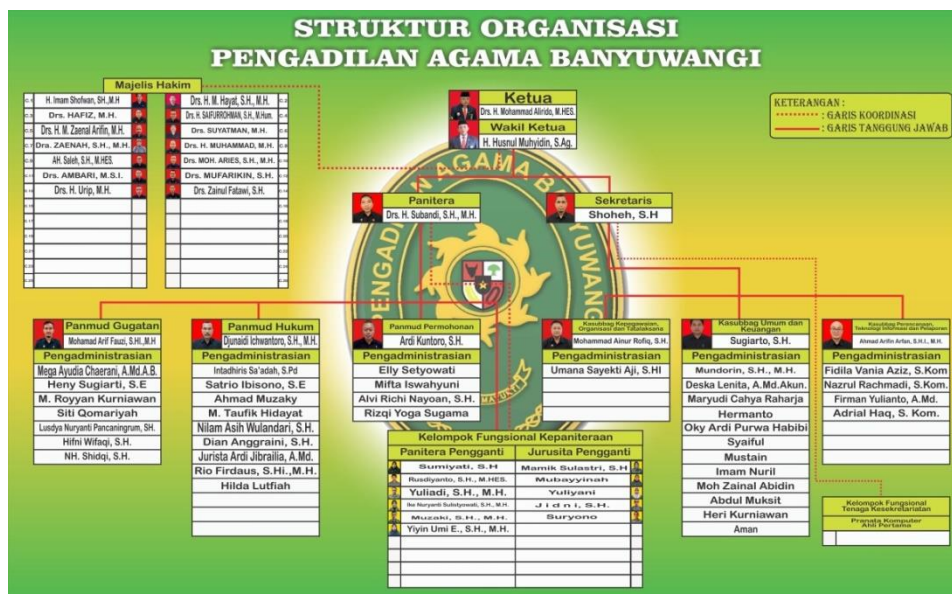 STRUKTUR ORGANISASI
PENGADILAN AGAMA BANYUWANGI
Majelis Hakim
H. Imam Shofwan, SH.,M.H
Drs. H. M. Hayat, S.H., M.H.
Drs. HAFIZ, M.H.
Drs. H. SAIFURROHMAN, S.H., M.Hum.
Drs. H. M. Zaenal Arifin, M.H.
Drs. SUYATMAN, M.H.
Dra. ZAENAH, S.H., M.H.
Drs. H. MUHAMMAD, M.H.
AH. Saleh, S.H., M.HES.
Drs. MOH. ARIES, S.H., M.H.
Drs. AMBARI, M.S.I.
Drs. MUFARIKIN, S.H.
Drs. H. Urip, M.H.
Drs. Zainul Fatawi, S.H.
Ketua
Drs. H. Mohammad Alirido, M.HES.
Wakil Ketua
H. Husnul Muhyidin, S.Ag.
KETERANGAN :
: GARIS KOORDINASI
: GARIS TANGGUNG JAWAB
PENGADILAN AGAMA BANYUWANGI
Panitera
Drs. H. Subandi, S.H., M.H.
Sekretaris
Shoheh, S.H
Panmud Gugatan
Mohamad Arif Fauzi, S.HI.,M.H
Pengadministrasian
Mega Ayudia Chaerani, A.Md.A.B.
Heny Sugiarti, S.E
M. Royyan Kurniawan
Siti Qomariyah
Lusdya Nuryanti Pancaningrum, SH.
Hifni Wifaqi, S.H.
NH. Shidqi, S.H.
Panmud Hukum
Djunaidi Ichwantoro, S.H., M.H.
Pengadministrasian
Intadhiris Sa'adah, S.Pd
Satrio Ibisono, S.E
Ahmad Muzaky
M. Taufik Hidayat
Nilam Asih Wulandari, S.H.
Dian Anggraini, S.H.
Jurista Ardi Jibrailia, A.Md.
Rio Firdaus, S.Hi.,M.H.
Hilda Lutfiah
Panmud Permohonan
Ardi Kuntoro, S.H.
Pengadministrasian
Elly Setyowati
Mifta Iswahyuni
Alvi Richi Nayoan, S.H.
Rizqi Yoga Sugama
Kasubbag Kepegawaian,
Organisasi dan Tatalaksana
Mohammad Ainur Rofiq, S.H.
Pengadministrasian
Umana Sayekti Aji, S.HI
Kasubbag Umum dan
Keuangan
Sugiarto, S.H.
Pengadministrasian
Mundorin, S.H., M.H.
Deska Lenita, A.Md.Akun.
Maryudi Cahya Raharja
Hermanto
Oky Ardi Purwa Habibi
Syaiful
Mustain
Imam Nuril
Moh Zainal Abidin
Abdul Muksit
Heri Kurniawan
Aman
Kasubbag Perencanaan,
Teknologi Informasi dan Pelaporan
Ahmad Arifin Arfan, S.H.I., M.H.
Pengadministrasian
Fidila Vania Aziz, S.Kom
Nazrul Rachmadi, S.Kom.
Firman Yulianto, A.Md.
Adrial Haq, S. Kom.
Kelompok Fungsional Kepaniteraan
Panitera Pengganti
Jurusita Pengganti
Sumiyati, S.H
Mamik Sulastri, S.H
Rusdiyanto, S.H., M.HES.
Mubayyinah
Yuliadi, S.H., M.H.
Yuliyani
Ike Nuryanti Sulistyowati, S.H., M.H
Jidni, S.H.
Muzaki, S.H., M.H.
Suryono
Yiyin Umi E., S.H., M.H.
Kelompok Fungsional
Tenaga Kesekretariatan
Pranata Komputer
Ahli Pertama